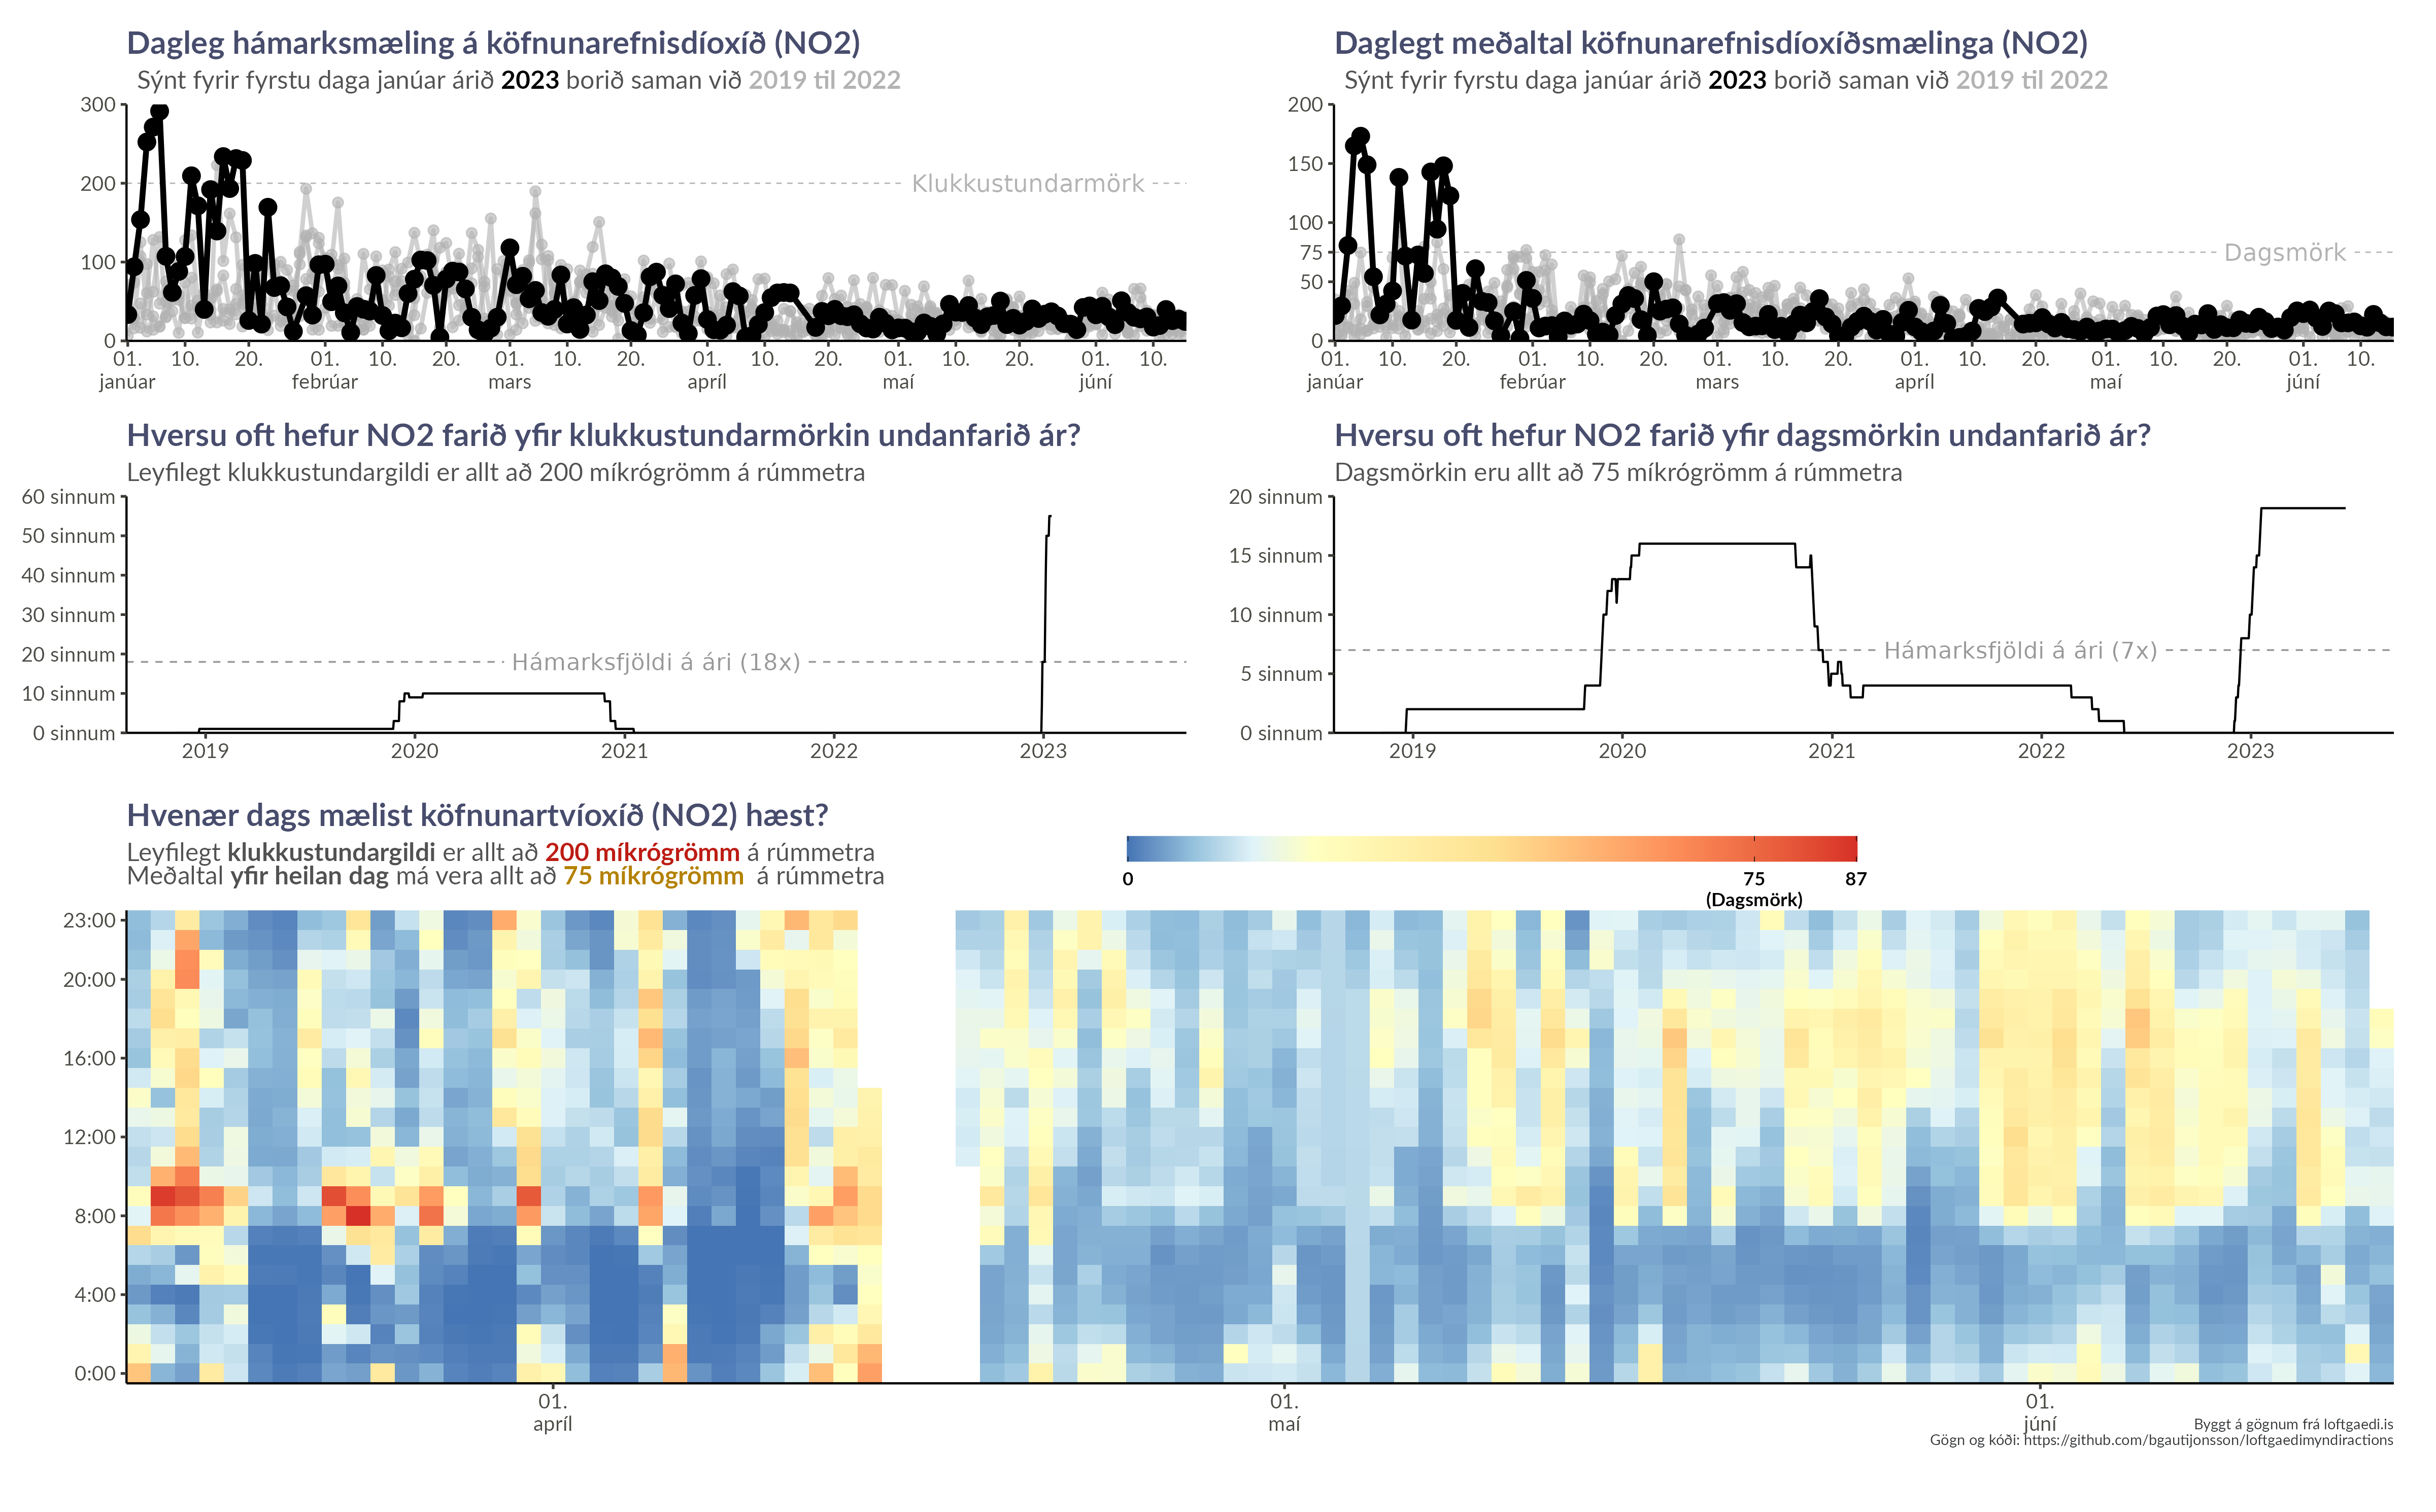 Dagleg hámarksmæling á köfnunarefnisdíoxíð (NO2)
Sýnt fyrir fyrstu daga janúar árið 2023 borið saman við 2019 til 2022
300
200
100
0
Klukkustundarmörk
01. 10. 20. 01. 10. 20. 01. 10. 20. 01. 10. 20. 01. 10. 20. 01. 10.
janúar febrúar mars apríl maí júní
Daglegt meðaltal köfnunarefnisdíoxíðsmælinga (NO2)
Sýnt fyrir fyrstu daga janúar árið 2023 borið saman við 2019 til 2022
200
150
100
75
50
0
Dagsmörk
01. 10. 20. 01. 10. 20. 01. 10. 20. 01. 10. 20. 01. 10. 20. 01. 10.
janúar febrúar mars apríl maí júní
Hversu oft hefur NO2 farið yfir klukkustundarmörkin undanfarið ár?
Leyfilegt klukkustundargildi er allt að 200 míkrógrömm á rúmmetra
60 sinnum
50 sinnum
40 sinnum
30 sinnum
20 sinnum
10 sinnum
0 sinnum
Hámarksfjöldi á ári (18x)
2019 2020 2021 2022 2023
Hversu oft hefur NO2 farið yfir dagsmörkin undanfarið ár?
Dagsmörkin eru allt að 75 míkrógrömm á rúmmetra
20 sinnum
15 sinnum
10 sinnum
5 sinnum
0 sinnum
Hámarksfjöldi á ári (7x)
2019 2020 2021 2022 2023
Hvenær dags mælist köfnunartvíoxíð (NO2) hæst?
Leyfilegt klukkustundargildi er allt að 200 míkrógrömm á rúmmetra
Meðaltal yfir heilan dag má vera allt að 75 míkrógrömm á rúmmetra
0 75 87
(Dagsmörk)
23:00
20:00
16:00
12:00
8:00
4:00
0:00
01. 01. 01.
apríl maí júní
Byggt á gögnum frá loftgaedi.is
Gögn og kóði: https://github.com/bgautijonsson/loftgaedimyndiractions